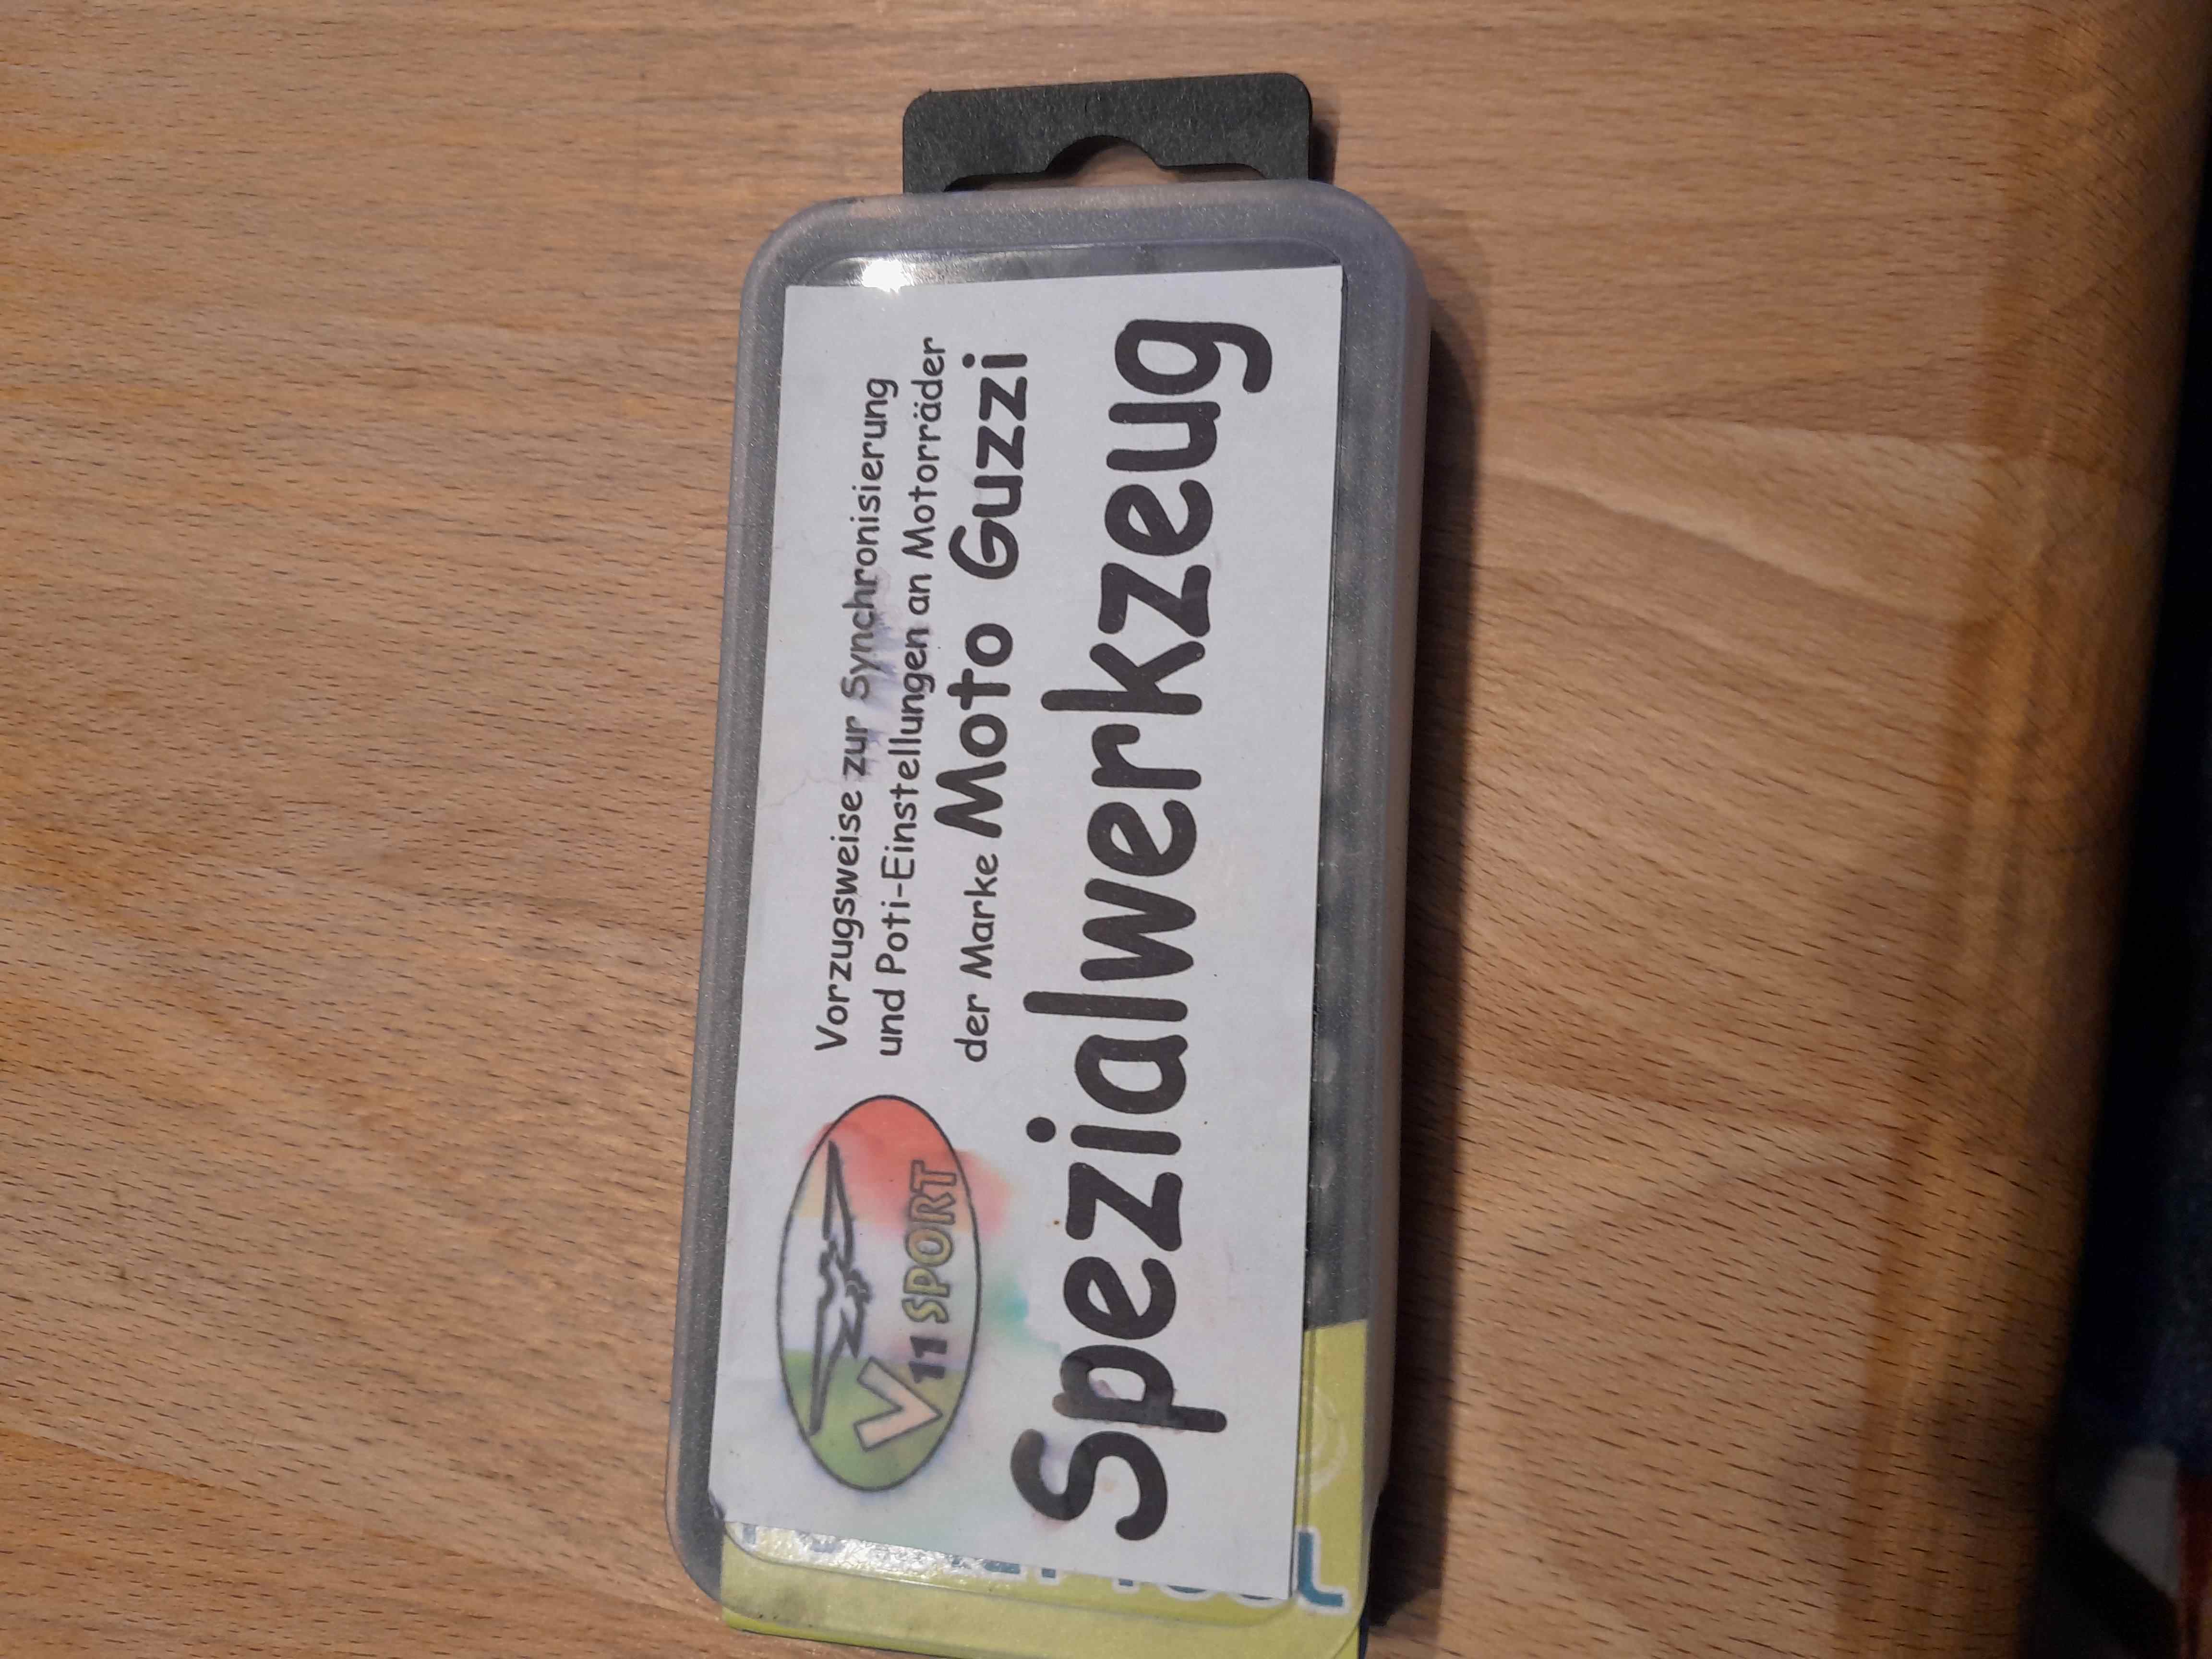 Vorzugsweise zur Synchronisierung
und Poti-Einstellungen an Motorräder
der Marke Moto Guzzi
V11 SPORT
Spezialwerkzeug